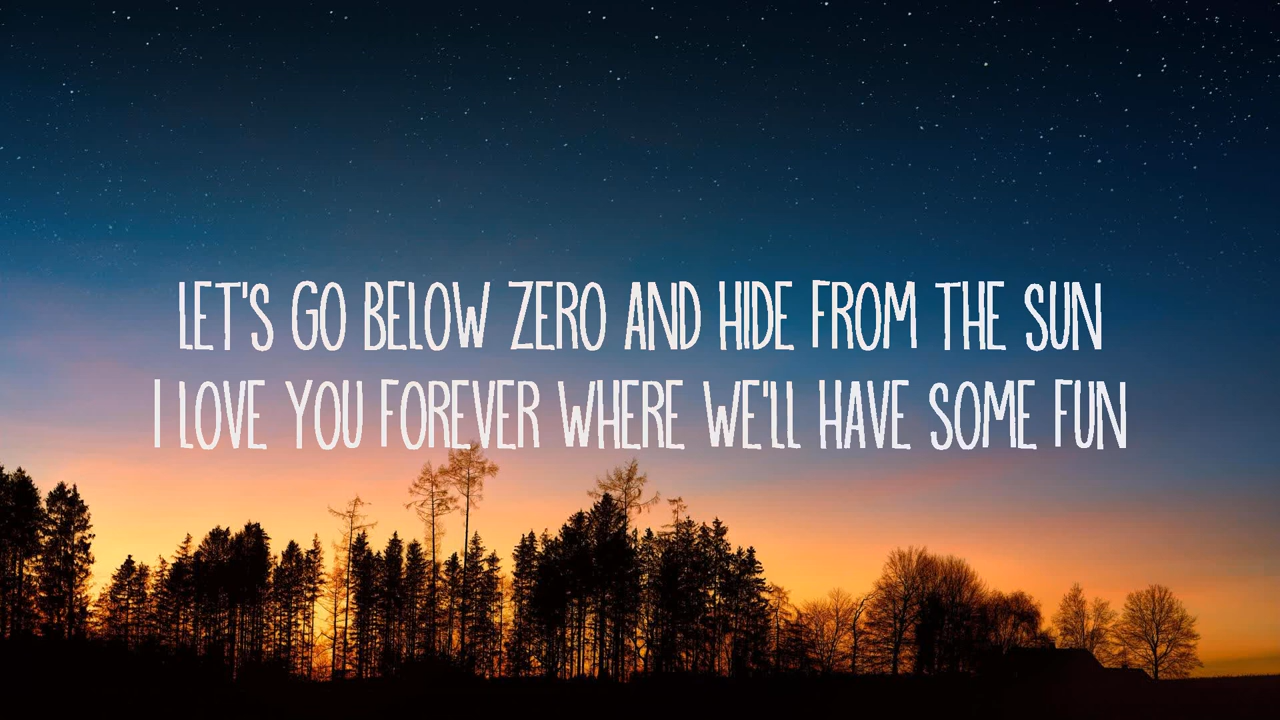 LET'S GO BELOW ZERO AND HIDE FROM THE SUN
I LOVE YOU FOREVER WHERE WE'LL HAVE SOME FUN